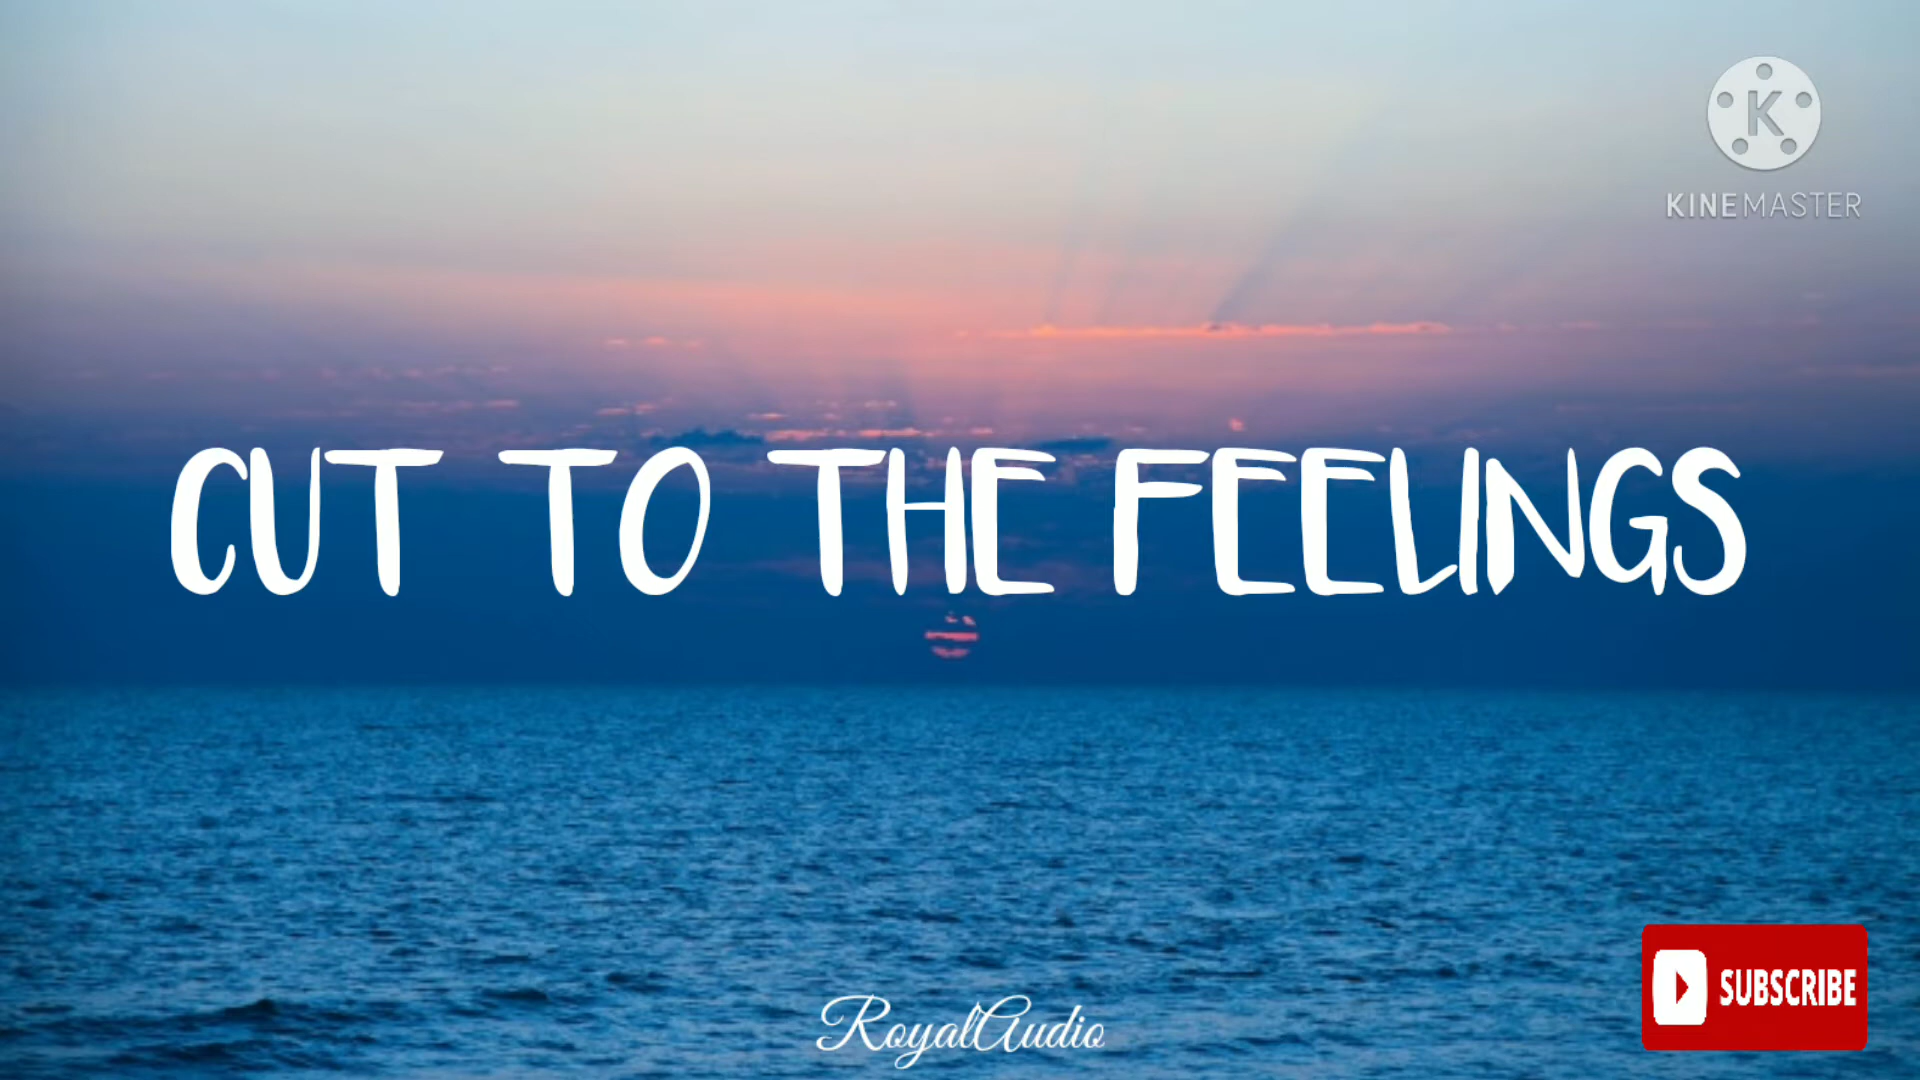 K
KINEMASTER
CUT TO THE FEELINGS
SUBSCRIBE
RoyalAudio